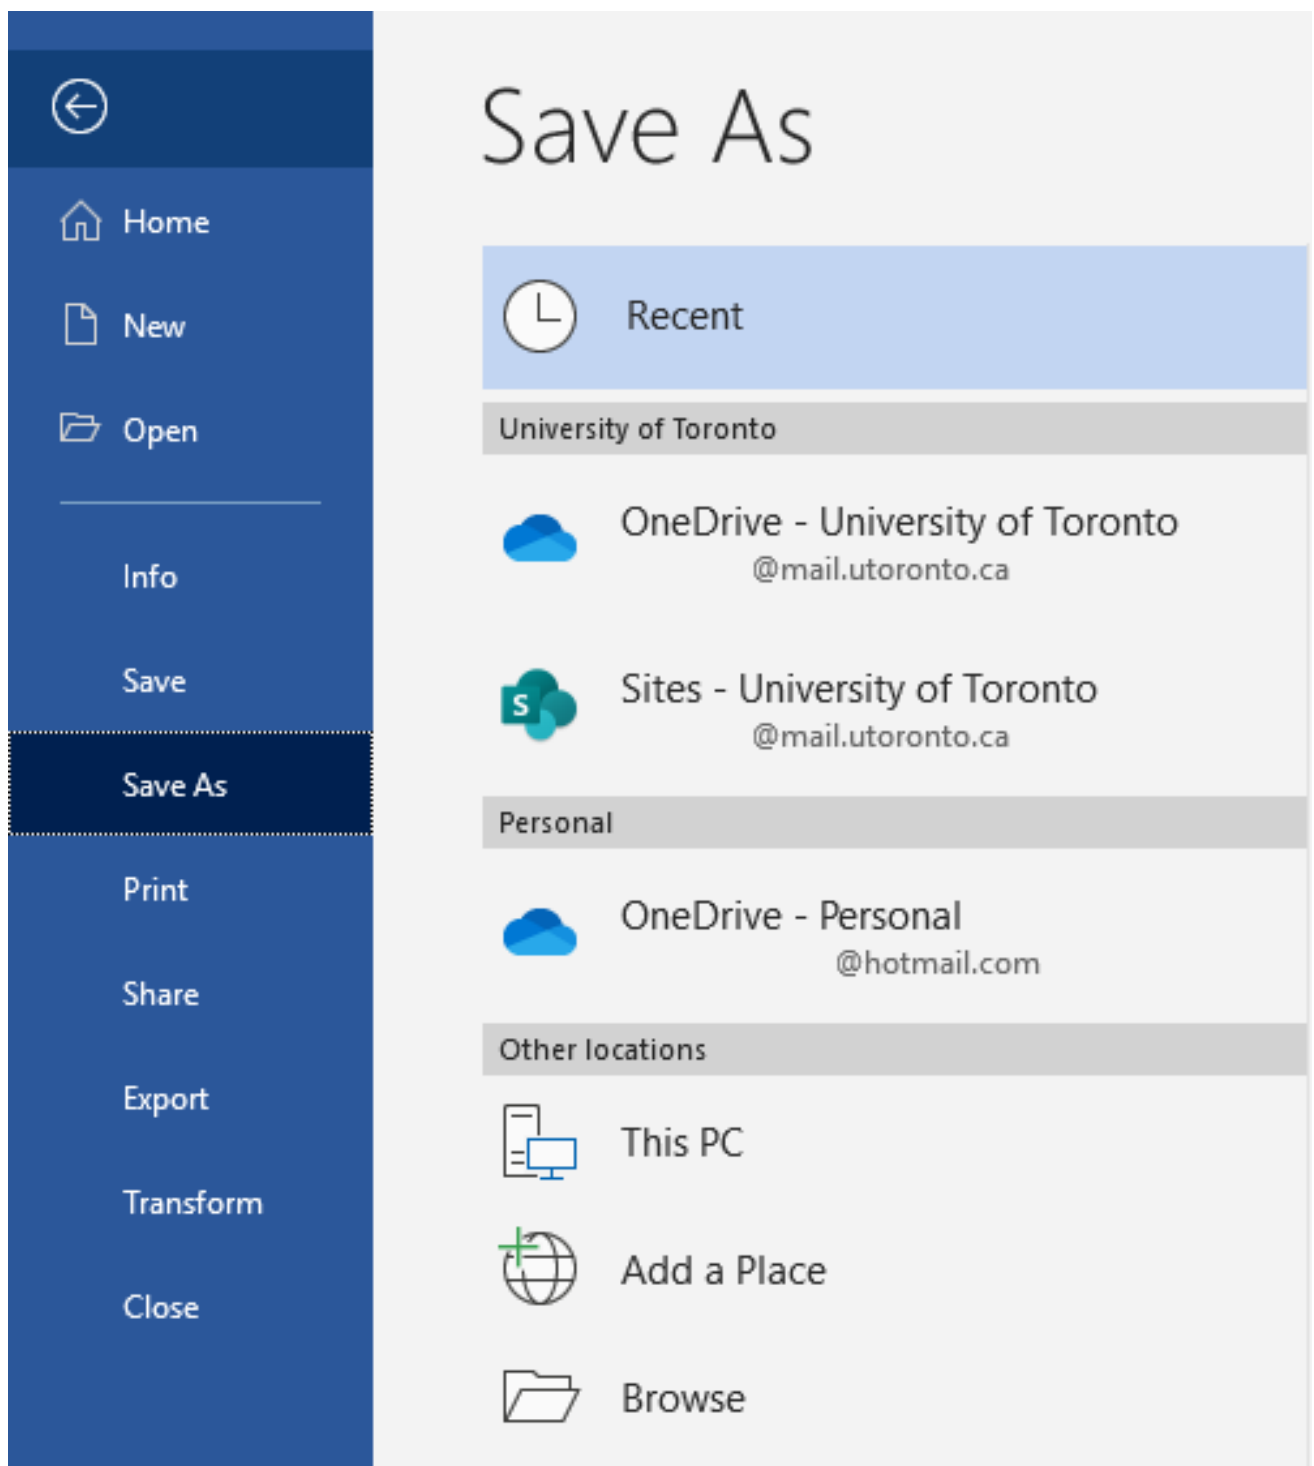 Home
New
Open
Info
Save
Save As
Print
Share
Export
Transform
Close
Save As
Recent
University of Toronto
OneDrive - University of Toronto
@mail.utoronto.ca
S
Sites - University of Toronto
@mail.utoronto.ca
Personal
OneDrive - Personal
@hotmail.com
Other locations
This PC
Add a Place
Browse